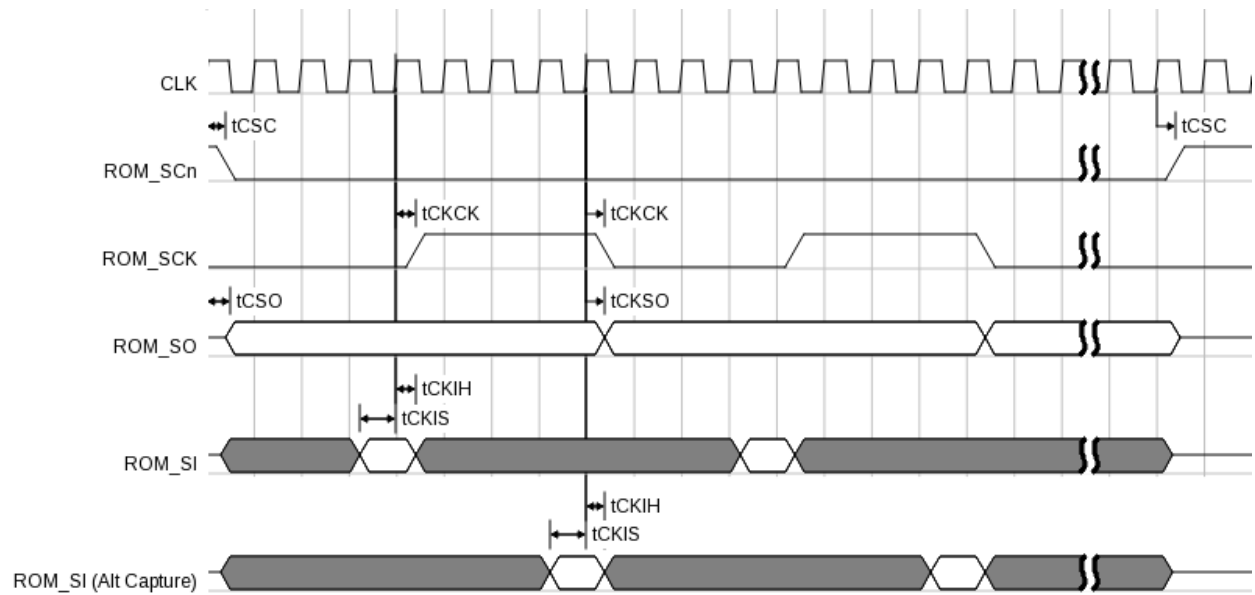 CLK
tCSC
tCSC
ROM_SCn
tCKCK
tCKCK
ROM_SCK
tCSO
tCKSO
ROM_SO
tCKIH
tCKIS
ROM_SI
tCKIH
tCKIS
ROM_SI (Alt Capture)